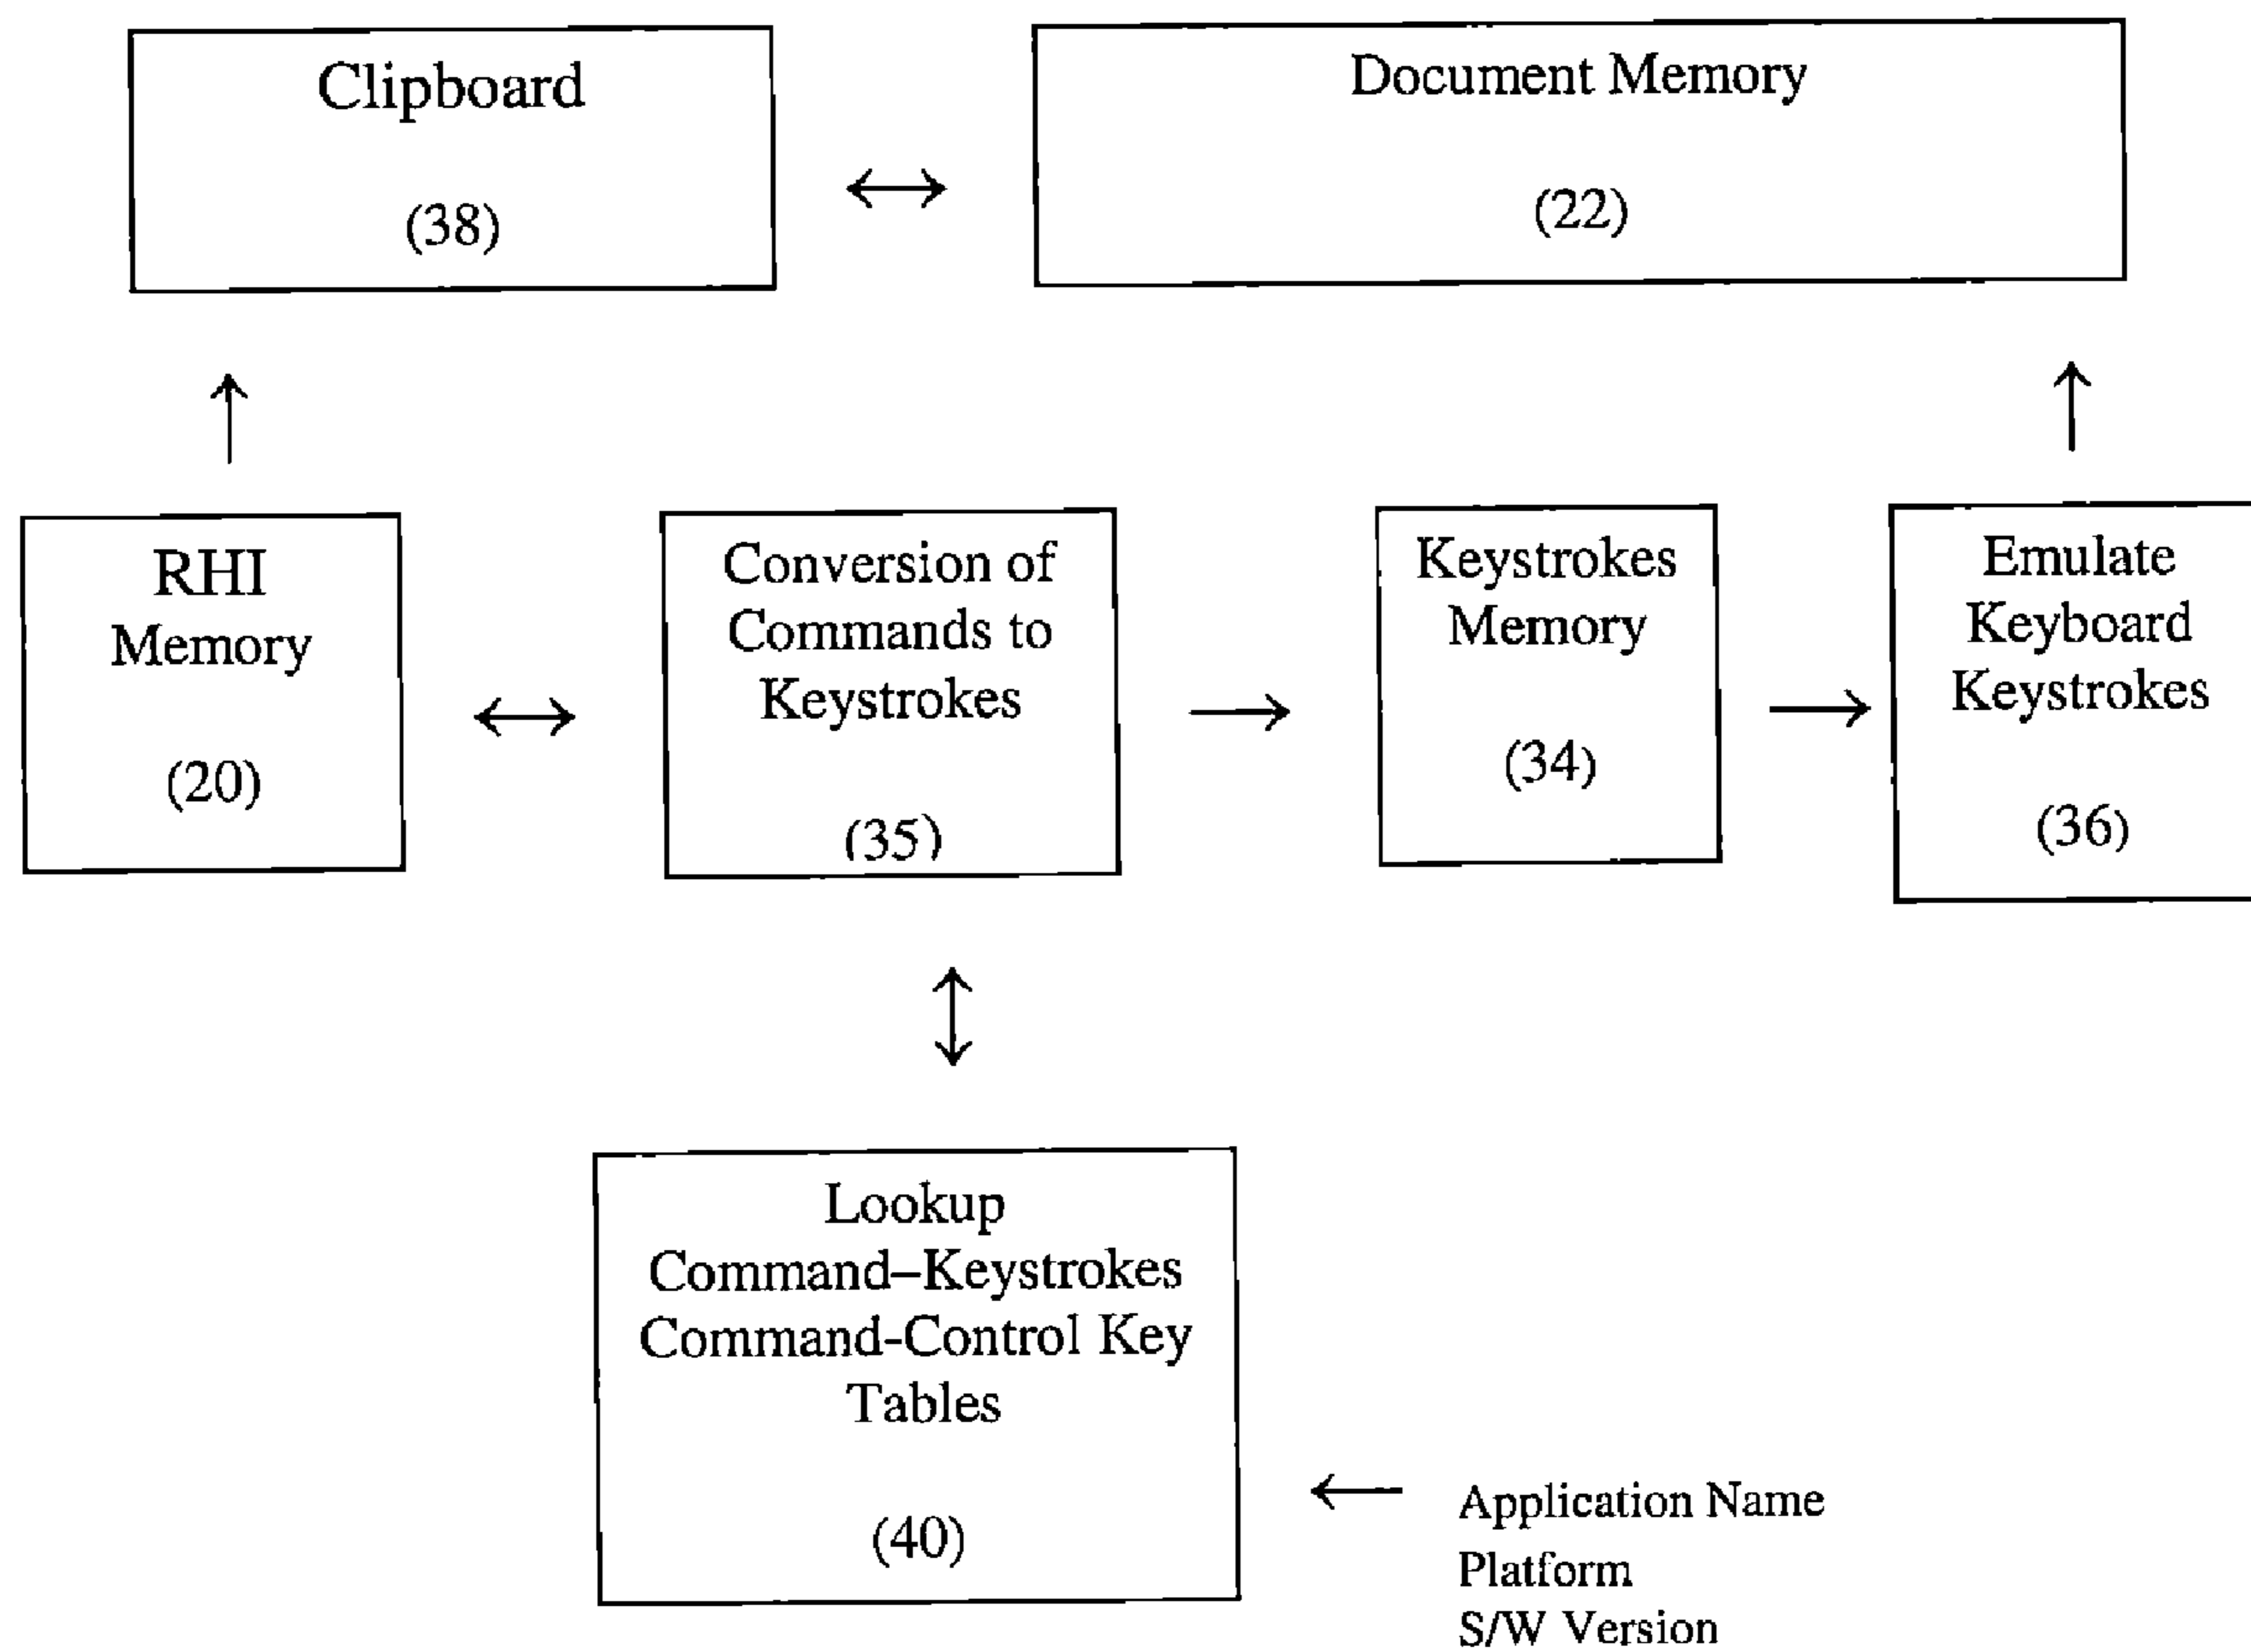 Clipboard
(38)
Document Memory
(22)
RHI
Memory
(20)
Conversion of
Commands to
Keystrokes
(35)
Keystrokes
Memory
(34)
Emulate
Keyboard
Keystrokes
(36)
Lookup
Command–Keystrokes
Command-Control Key
Tables
(40)
Application Name
Platform
S/W Version